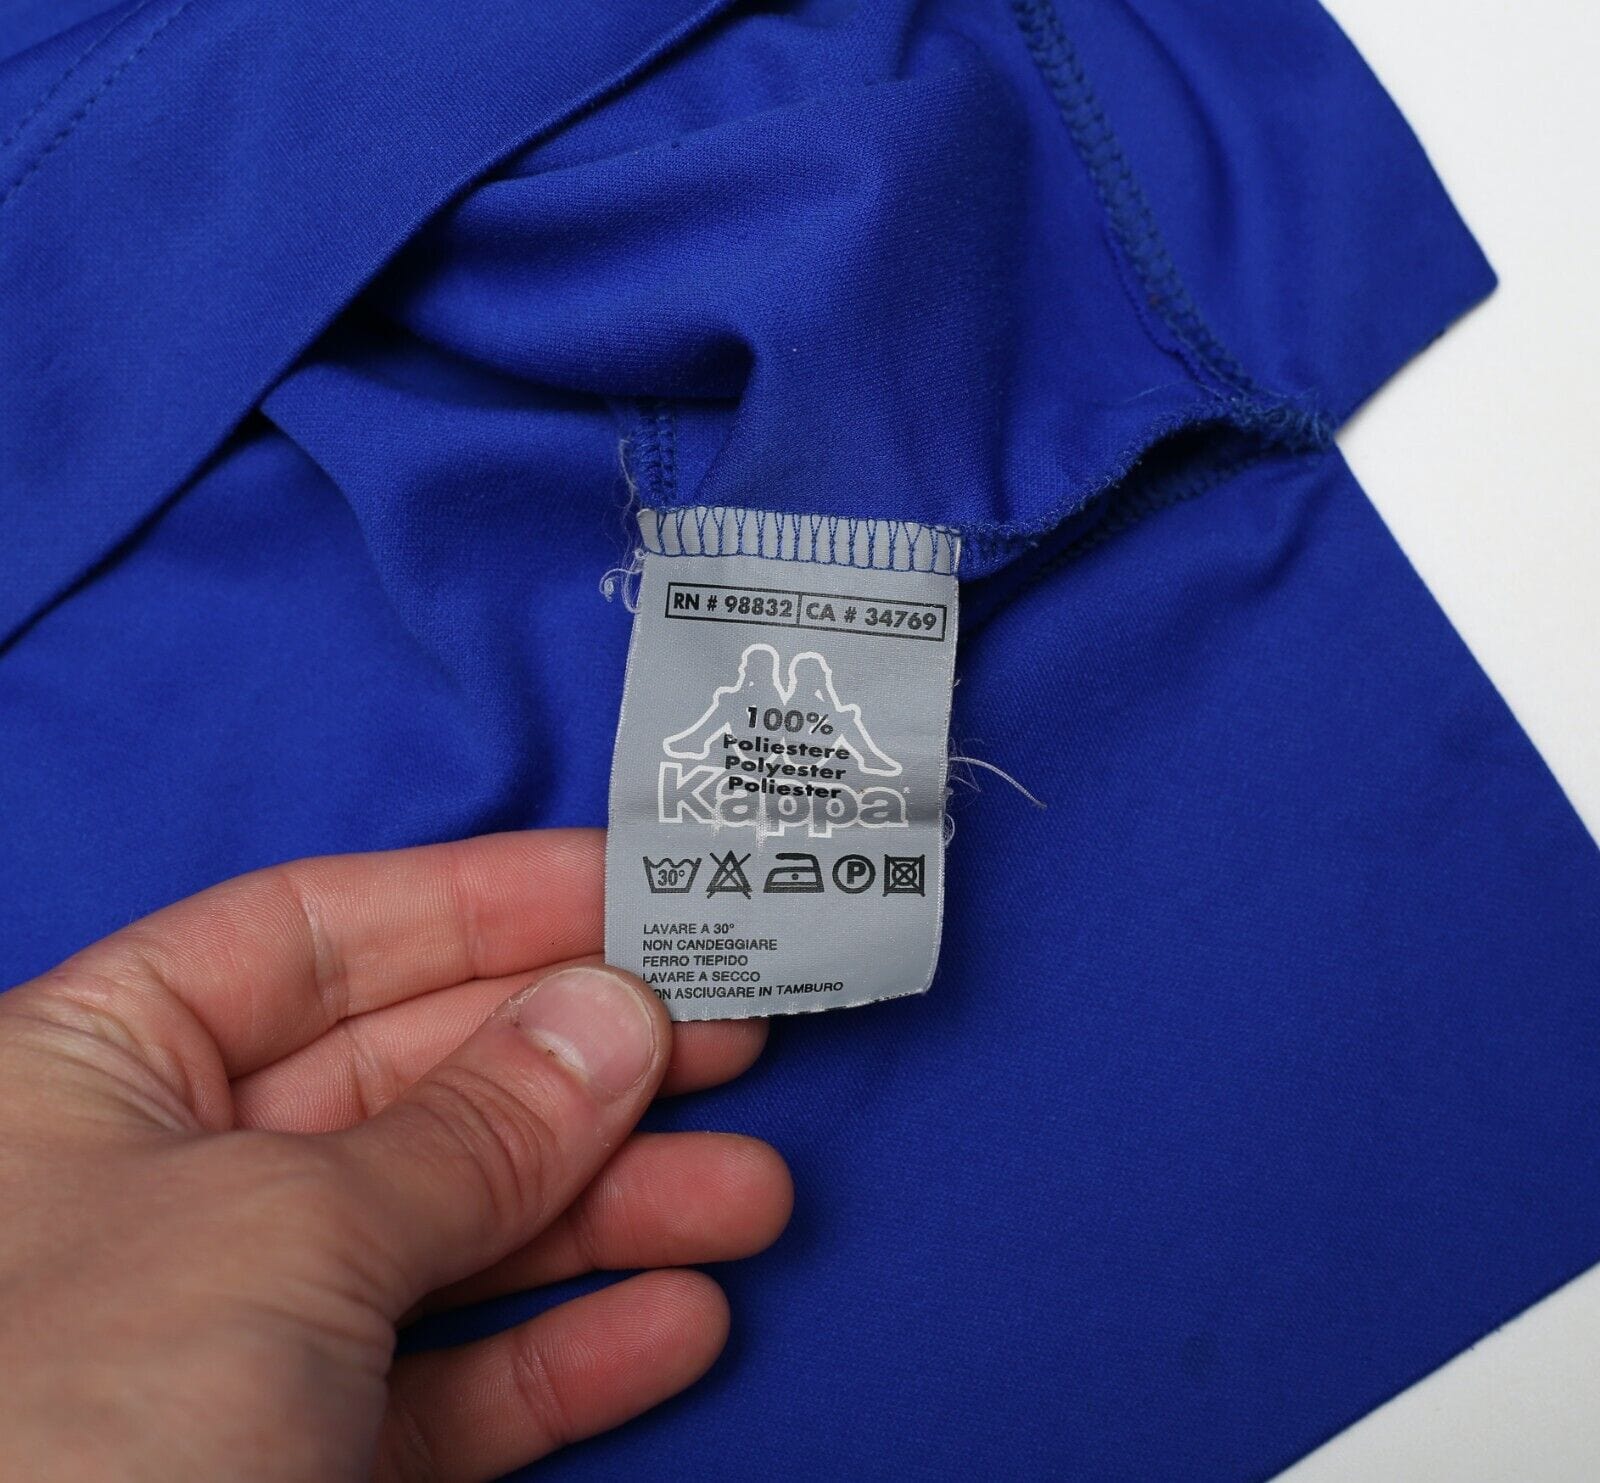 RN # 98832 CA # 34769
100%
Poliestere
Polyester
Poliester
Kappa
30° P
LAVARE A 30°
NON CANDEGGIARE
FERRO TIEPIDO
LAVARE A SECCO
ON ASCIUGARE IN TAMBURO